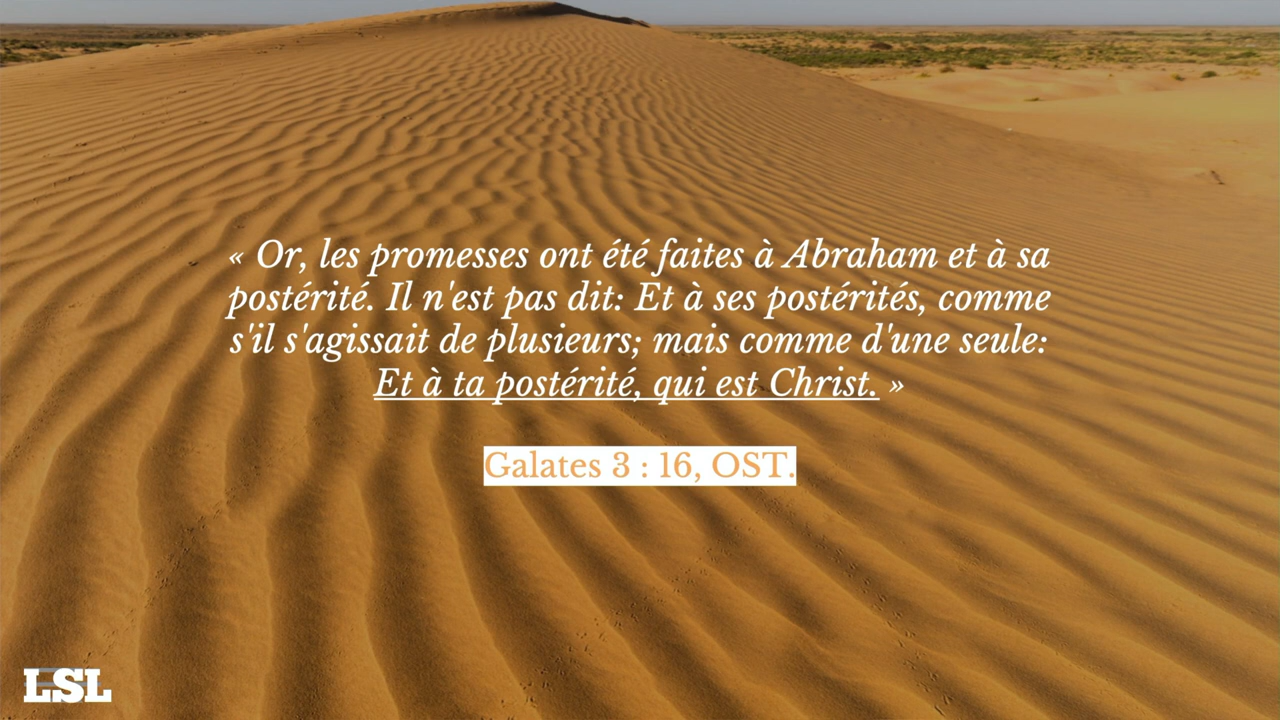 « Or, les promesses ont été faites à Abraham et à sa
postérité. Il n'est pas dit: Et à ses postérités, comme
s'il s'agissait de plusieurs; mais comme d'une seule:
Et à ta postérité, qui est Christ. »
Galates 3 : 16, OST.
LSL